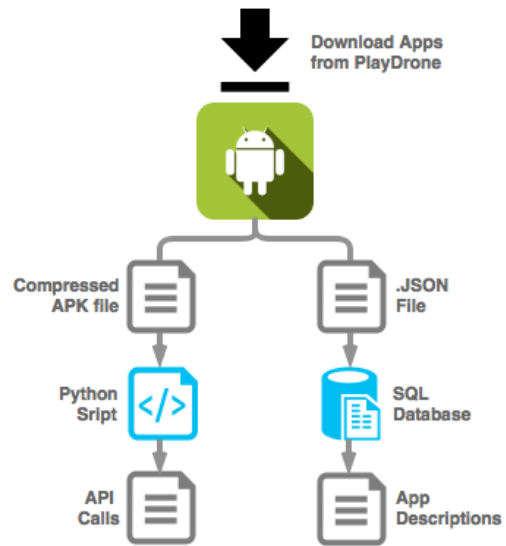 Download Apps
from PlayDrone
Compressed
APK file
.JSON
File
Python
Sript
</>
SQL
Database
API
Calls
App
Descriptions